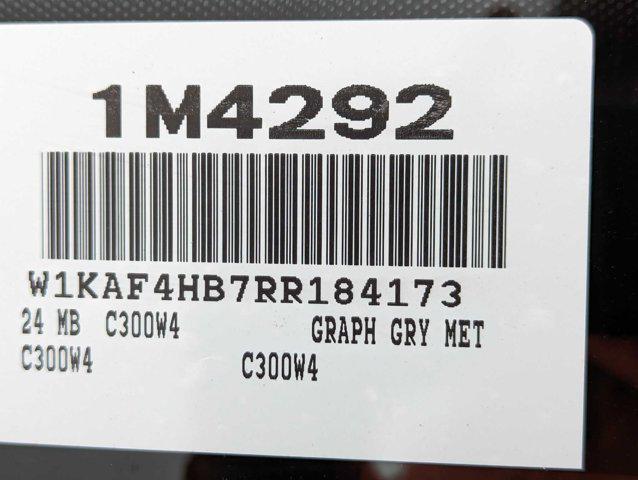 1M4292
W1KAF4HB7RR184173
24 MB C300W4 GRAPH GRY MET
C300W4 C300W4